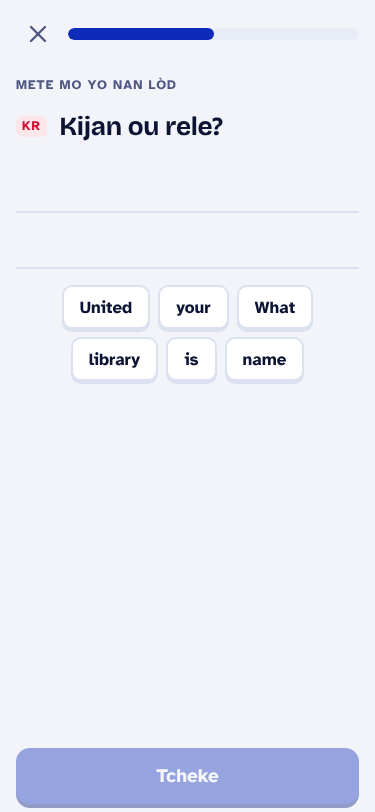 METE MO YO NAN LÒD
KR Kijan ou rele?
United your What
library is name
Tcheke